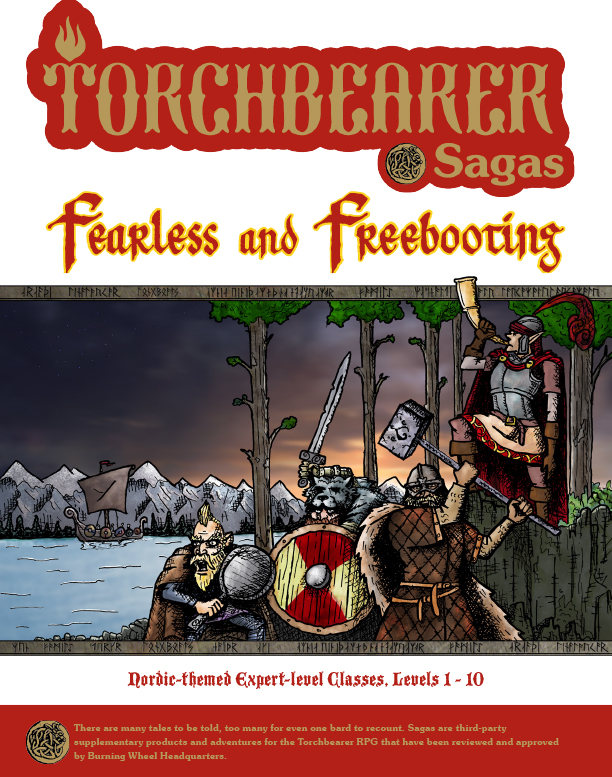 TORCHBEARER
Sagas
Fearless and Freebooting
Nordic-themed Expert-level Classes, Levels 1 - 10
There are many tales to be told, too many for even one bard to recount. Sagas are third-party
supplementary products and adventures for the Torchbearer RPG that have been reviewed and approved
by Burning Wheel Headquarters.